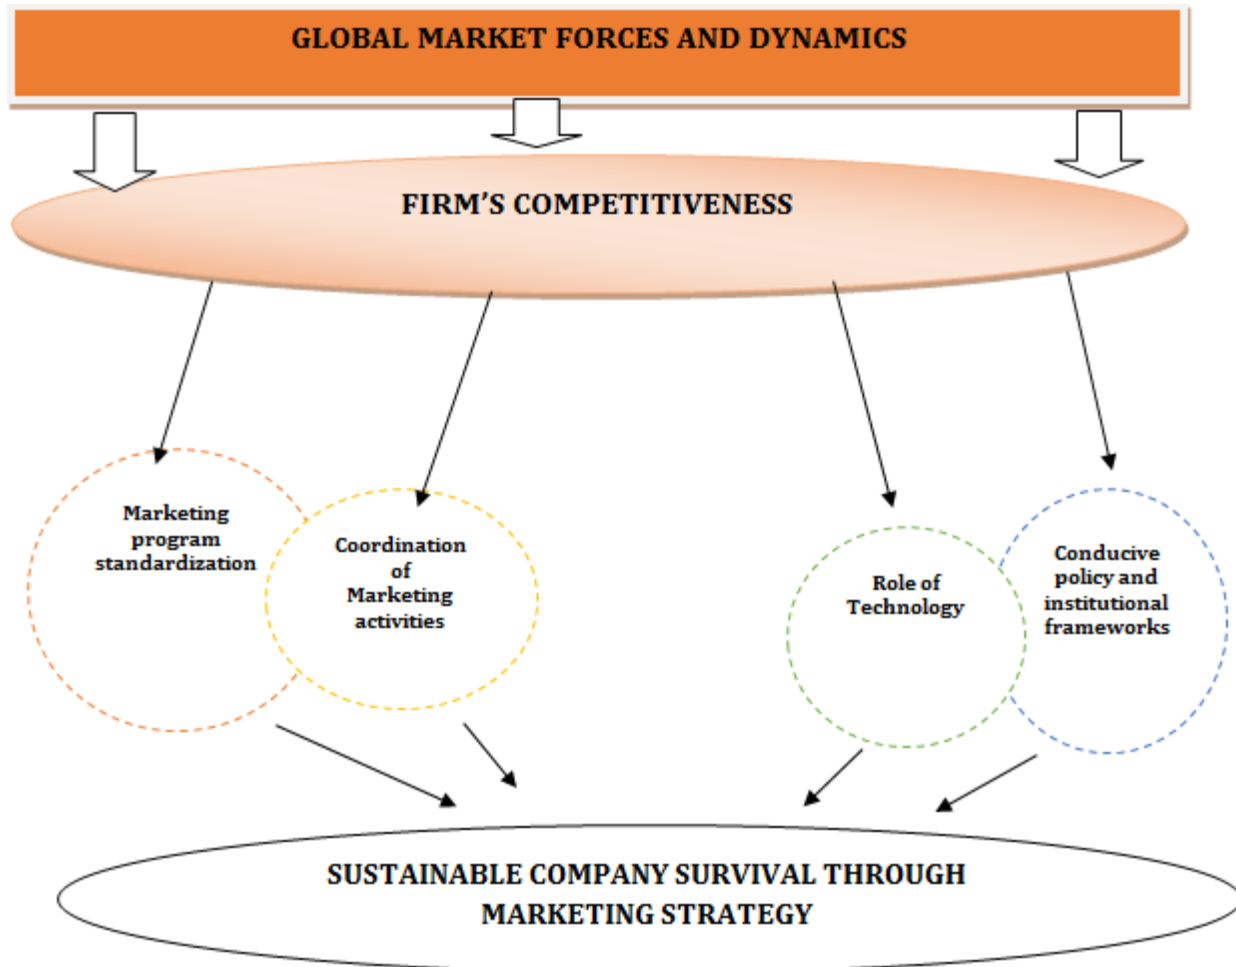 GLOBAL MARKET FORCES AND DYNAMICS
FIRM’S COMPETITIVENESS
Marketing
program
standardization
Coordination
of
Marketing
activities
Role of
Technology
Conducive
policy and
institutional
frameworks
SUSTAINABLE COMPANY SURVIVAL THROUGH
MARKETING STRATEGY